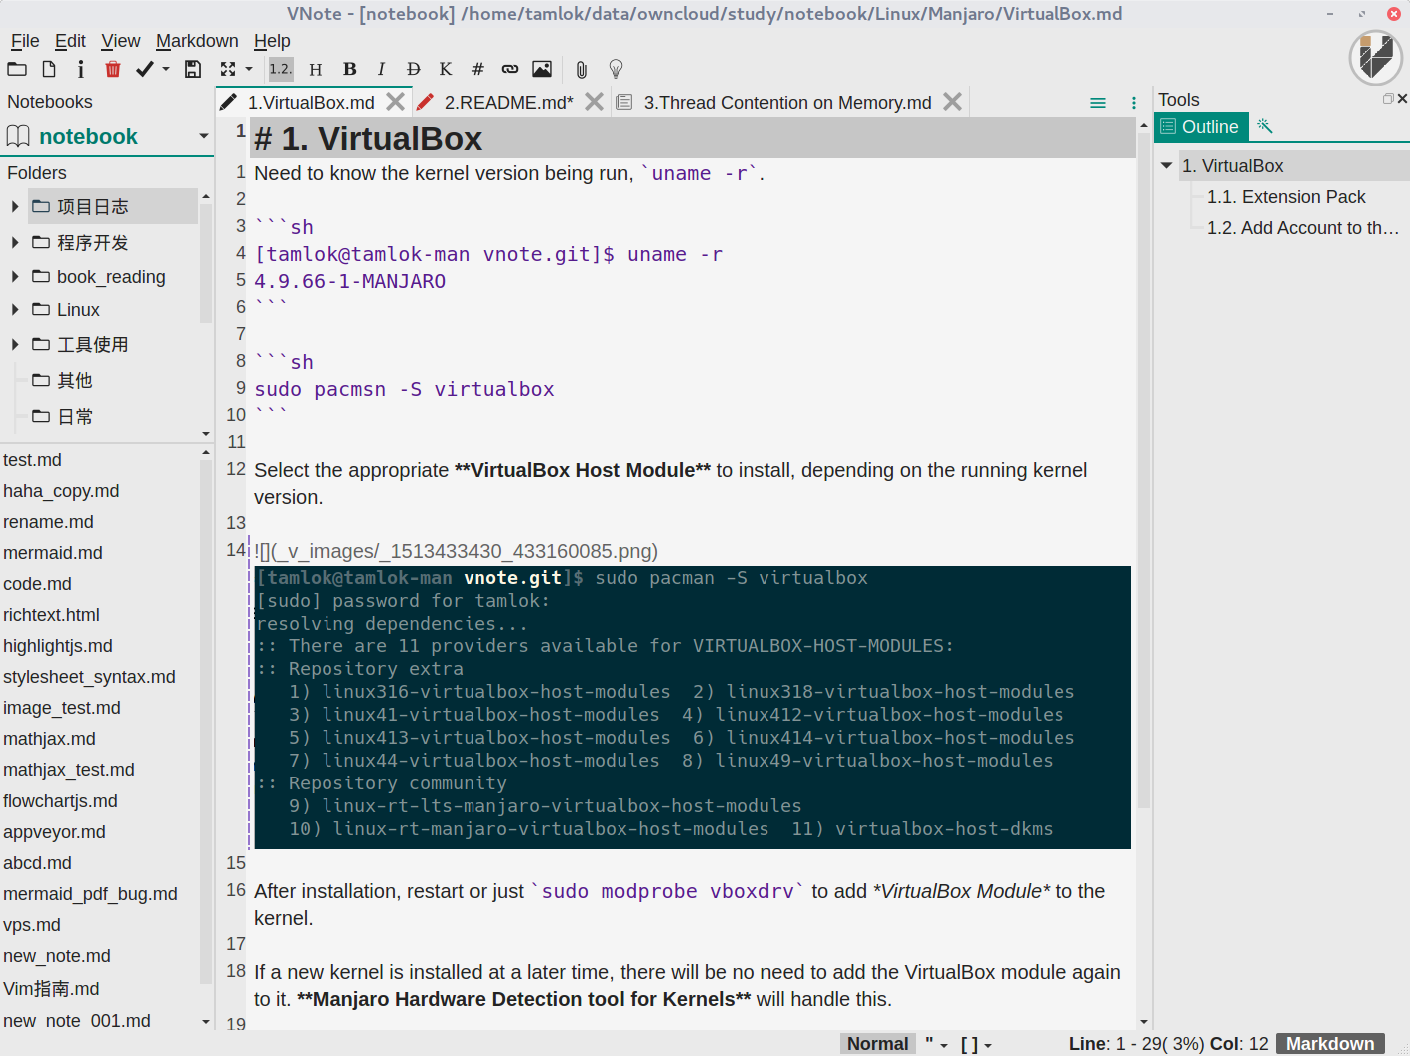 VNote - [notebook] /home/tamlok/data/owncloud/study/notebook/Linux/Manjaro/VirtualBox.md
File Edit View Markdown Help
1.2. H B I D K #
Notebooks
notebook
Folders
项目日志
程序开发
book_reading
Linux
工具使用
其他
日常
test.md
haha_copy.md
rename.md
mermaid.md
code.md
richtext.html
highlightjs.md
stylesheet_syntax.md
image_test.md
mathjax.md
mathjax_test.md
flowchartjs.md
appveyor.md
abcd.md
mermaid_pdf_bug.md
vps.md
new_note.md
Vim指南.md
new_note_001.md
1.VirtualBox.md 2.README.md* 3.Thread Contention on Memory.md
1 # 1. VirtualBox
1 Need to know the kernel version being run, `uname -r`.
2
3 ```sh
4 [tamlok@tamlok-man vnote.git]$ uname -r
5 4.9.66-1-MANJARO
6 ```
7
8 ```sh
9 sudo pacmsn -S virtualbox
10 ```
11
12 Select the appropriate **VirtualBox Host Module** to install, depending on the running kernel
version.
13
14 ![](_v_images/_1513433430_433160085.png)
[tamlok@tamlok-man vnote.git]$ sudo pacman -S virtualbox
[sudo] password for tamlok:
resolving dependencies...
:: There are 11 providers available for VIRTUALBOX-HOST-MODULES:
:: Repository extra
1) linux316-virtualbox-host-modules 2) linux318-virtualbox-host-modules
3) linux41-virtualbox-host-modules 4) linux412-virtualbox-host-modules
5) linux413-virtualbox-host-modules 6) linux414-virtualbox-host-modules
7) linux44-virtualbox-host-modules 8) linux49-virtualbox-host-modules
:: Repository community
9) linux-rt-lts-manjaro-virtualbox-host-modules
10) linux-rt-manjaro-virtualbox-host-modules 11) virtualbox-host-dkms
15
16 After installation, restart or just `sudo modprobe vboxdrv` to add *VirtualBox Module* to the
kernel.
17
18 If a new kernel is installed at a later time, there will be no need to add the VirtualBox module again
to it. **Manjaro Hardware Detection tool for Kernels** will handle this.
19
Tools
Outline
1. VirtualBox
1.1. Extension Pack
1.2. Add Account to th...
Normal " [ ] Line: 1 - 29( 3%) Col: 12 Markdown